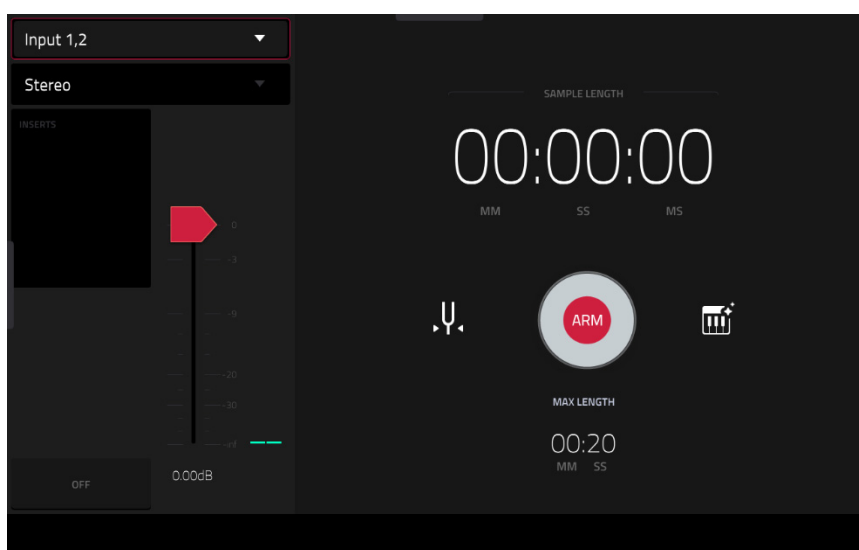 Input 1,2
Stereo
INSERTS
0
-3
-9
-20
-30
-inf
0.00dB
OFF
SAMPLE LENGTH
00:00:00
MM SS MS
ARM
MAX LENGTH
00:20
MM SS